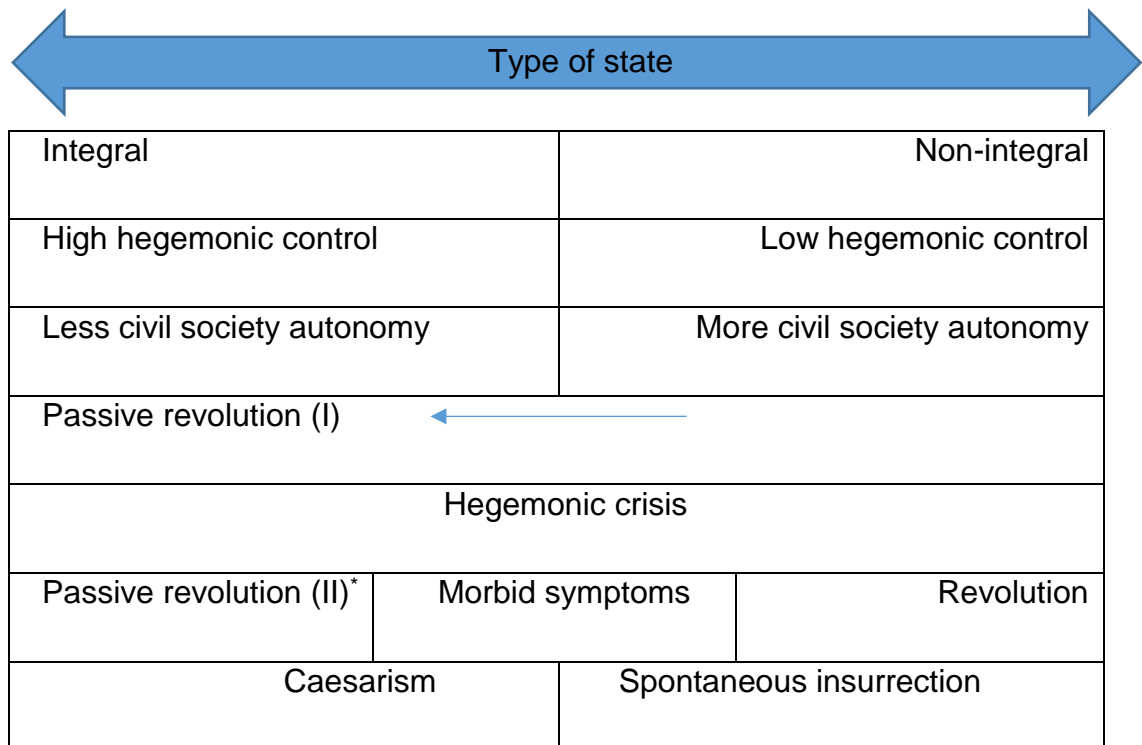 Type of state
Integral
Non-integral
High hegemonic control
Low hegemonic control
Less civil society autonomy
More civil society autonomy
Passive revolution (I)
Hegemonic crisis
Passive revolution (II)*
Morbid symptoms
Revolution
Caesarism
Spontaneous insurrection